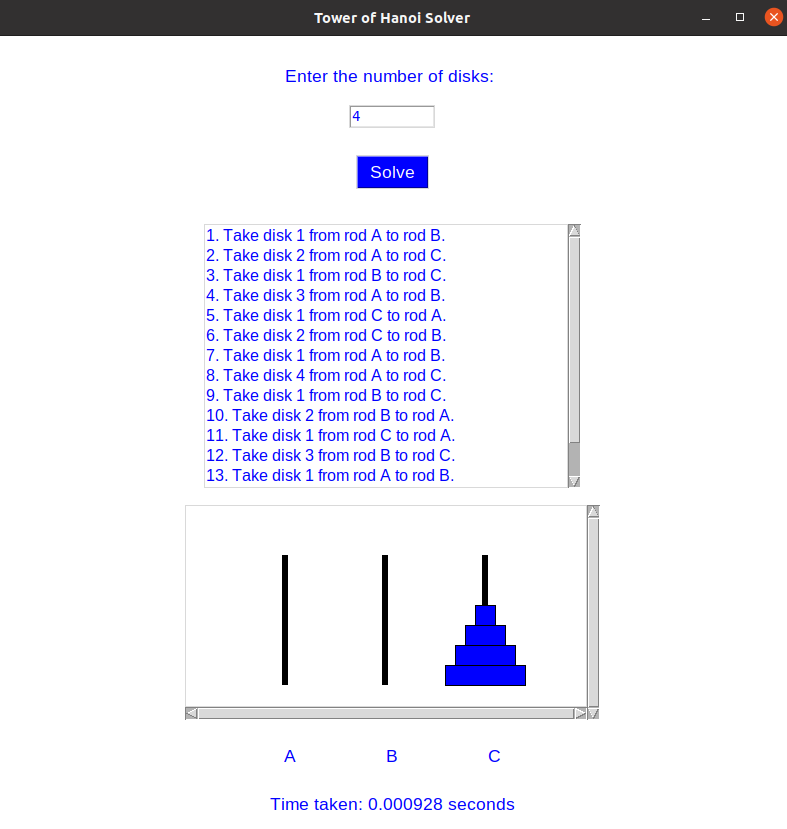 Tower of Hanoi Solver
Enter the number of disks:
4
Solve
1. Take disk 1 from rod A to rod B.
2. Take disk 2 from rod A to rod C.
3. Take disk 1 from rod B to rod C.
4. Take disk 3 from rod A to rod B.
5. Take disk 1 from rod C to rod A.
6. Take disk 2 from rod C to rod B.
7. Take disk 1 from rod A to rod B.
8. Take disk 4 from rod A to rod C.
9. Take disk 1 from rod B to rod C.
10. Take disk 2 from rod B to rod A.
11. Take disk 1 from rod C to rod A.
12. Take disk 3 from rod B to rod C.
13. Take disk 1 from rod A to rod B.
A B C
Time taken: 0.000928 seconds